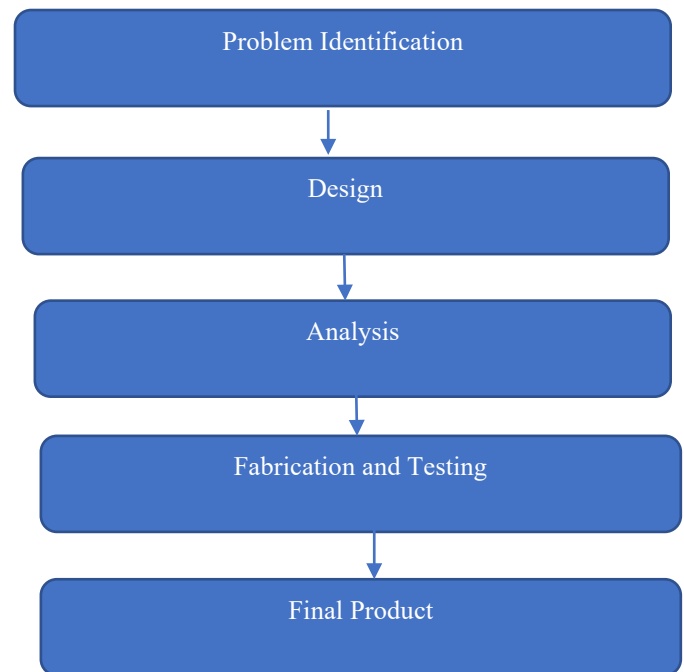 Problem Identification
Design
Analysis
Fabrication and Testing
Final Product